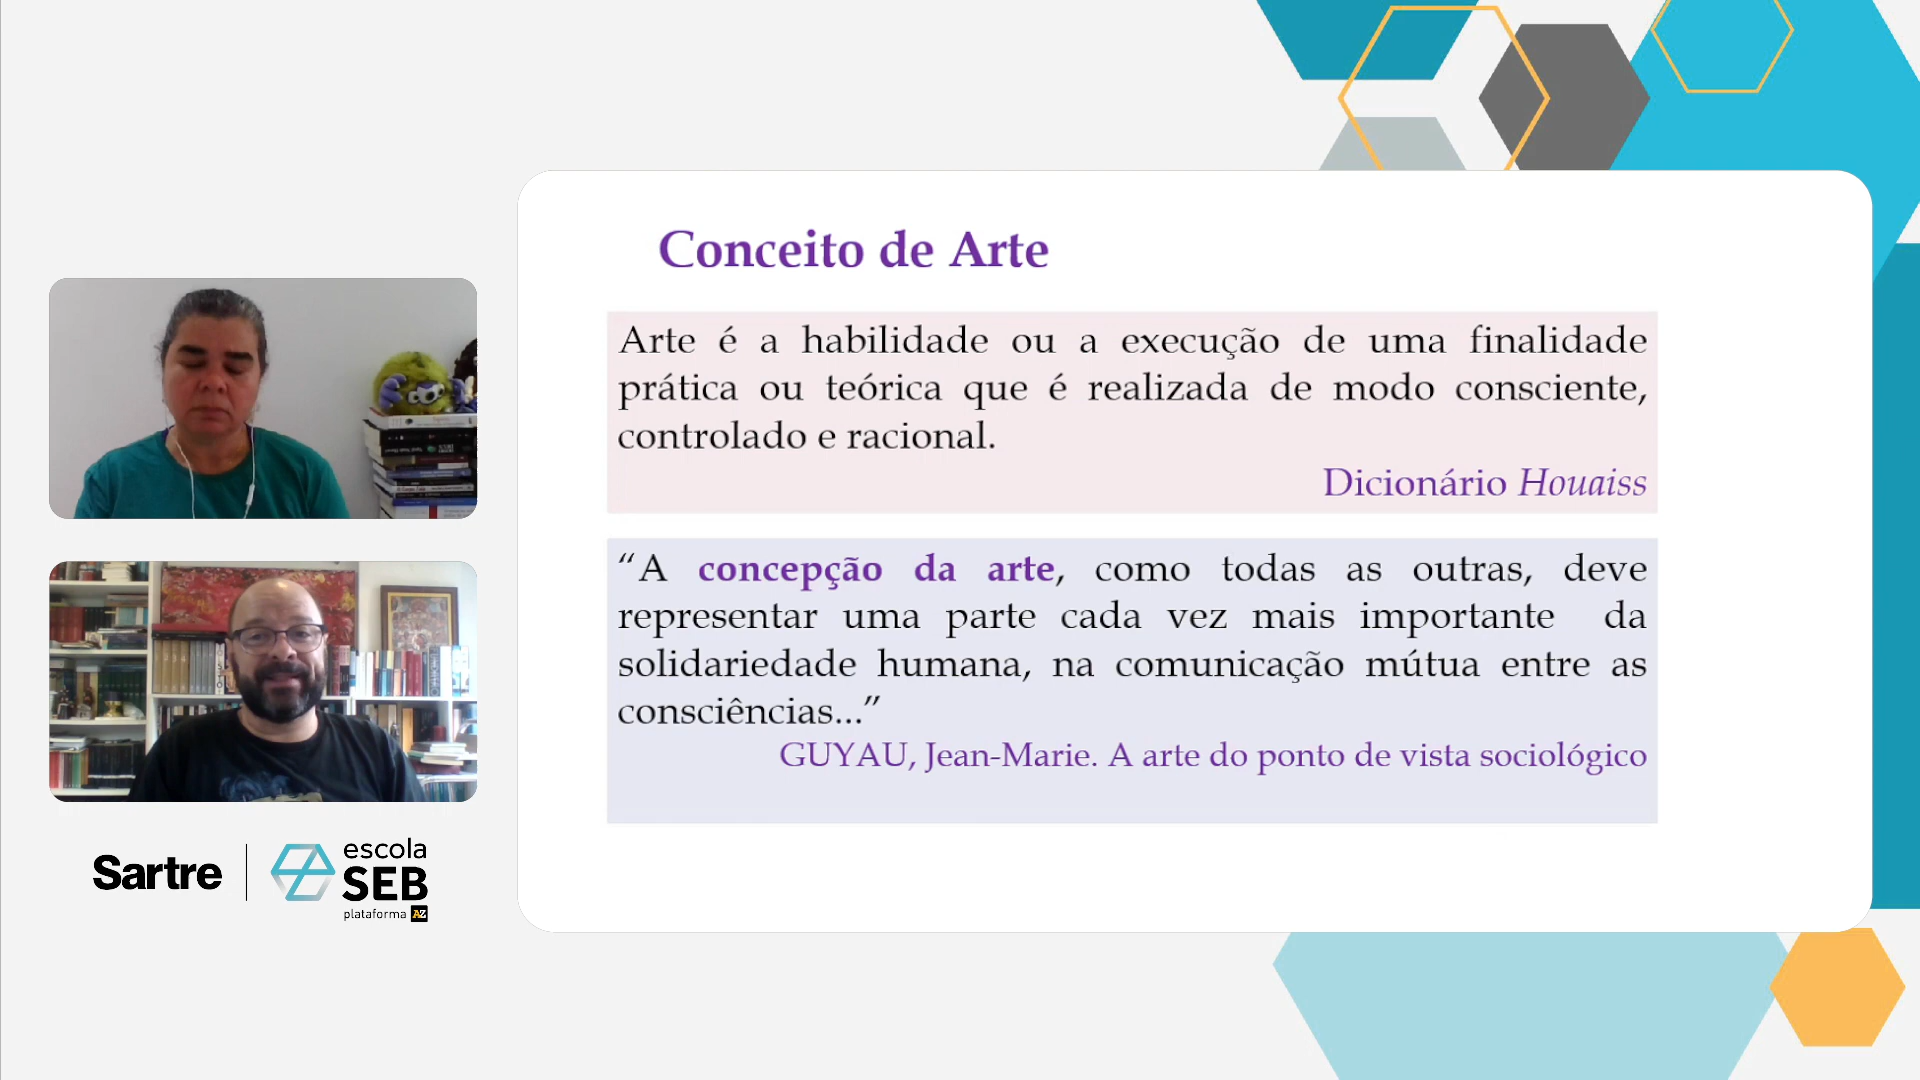 Conceito de Arte
Arte é a habilidade ou a execução de uma finalidade
prática ou teórica que é realizada de modo consciente,
controlado e racional.
Dicionário Houaiss
“A concepção da arte, como todas as outras, deve
representar uma parte cada vez mais importante da
solidariedade humana, na comunicação mútua entre as
consciências...”
GUYAU, Jean-Marie. A arte do ponto de vista sociológico
Sartre
escola
SEB
plataforma AZ